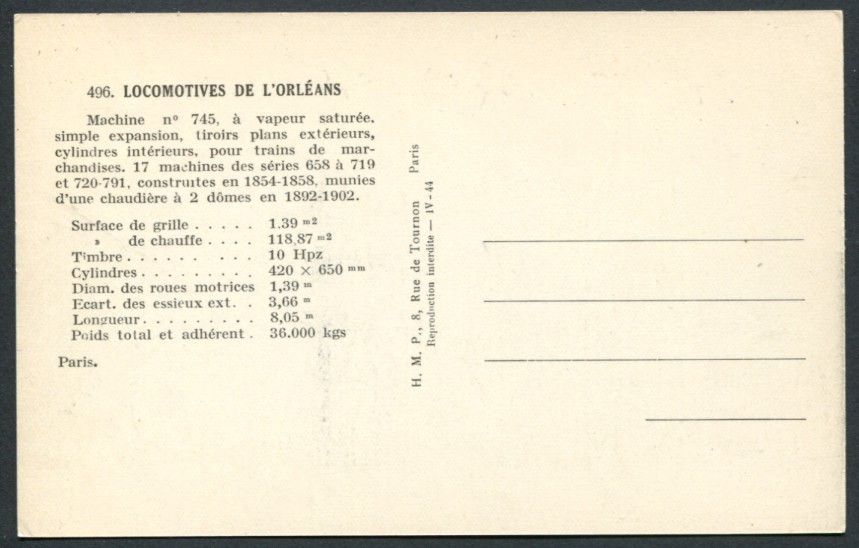 496. LOCOMOTIVES DE L'ORLÉANS
Machine nº 745, à vapeur saturée.
simple expansion, tiroirs plans extérieurs,
cylindres intérieurs, pour trains de mar-
chandises. 17 machines des séries 658 à 719
et 720-791, construites en 1854-1858, munies
d'une chaudière à 2 dômes en 1892-1902.
Surface de grille . . . . . 1.39 m2
» de chauffe . . . . 118,87 m2
Timbre . . . . . . . . . 10 Hpz
Cylindres . . . . . . . . . 420 × 650 mm
Diam. des roues motrices 1,39 m
Ecart. des essieux ext. . 3,66 m
Longueur . . . . . . . . . 8,05 m
Poids total et adhérent . 36.000 kgs
Paris.
H. M. P., 8, Rue de Tournon Paris
Reproduction interdite — IV-44